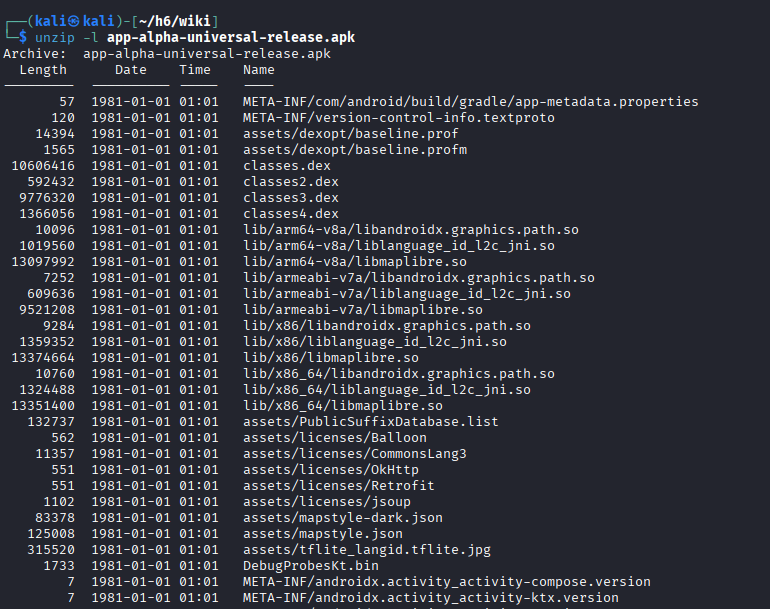 ┌──(kali㉿kali)-[~/h6/wiki]
└─$ unzip -l app-alpha-universal-release.apk
Archive:  app-alpha-universal-release.apk
  Length      Date    Time    Name
---------  ---------- -----   ----
       57  1981-01-01 01:01   META-INF/com/android/build/gradle/app-metadata.properties
      120  1981-01-01 01:01   META-INF/version-control-info.textproto
    14394  1981-01-01 01:01   assets/dexopt/baseline.prof
     1565  1981-01-01 01:01   assets/dexopt/baseline.profm
 10606416  1981-01-01 01:01   classes.dex
   592432  1981-01-01 01:01   classes2.dex
  9776320  1981-01-01 01:01   classes3.dex
  1366056  1981-01-01 01:01   classes4.dex
    10096  1981-01-01 01:01   lib/arm64-v8a/libandroidx.graphics.path.so
  1019560  1981-01-01 01:01   lib/arm64-v8a/liblanguage_id_l2c_jni.so
 13097992  1981-01-01 01:01   lib/arm64-v8a/libmaplibre.so
     7252  1981-01-01 01:01   lib/armeabi-v7a/libandroidx.graphics.path.so
   609636  1981-01-01 01:01   lib/armeabi-v7a/liblanguage_id_l2c_jni.so
  9521208  1981-01-01 01:01   lib/armeabi-v7a/libmaplibre.so
     9284  1981-01-01 01:01   lib/x86/libandroidx.graphics.path.so
  1359352  1981-01-01 01:01   lib/x86/liblanguage_id_l2c_jni.so
 13374664  1981-01-01 01:01   lib/x86/libmaplibre.so
    10760  1981-01-01 01:01   lib/x86_64/libandroidx.graphics.path.so
  1324488  1981-01-01 01:01   lib/x86_64/liblanguage_id_l2c_jni.so
 13351400  1981-01-01 01:01   lib/x86_64/libmaplibre.so
   132737  1981-01-01 01:01   assets/PublicSuffixDatabase.list
      562  1981-01-01 01:01   assets/licenses/Balloon
    11357  1981-01-01 01:01   assets/licenses/CommonsLang3
      551  1981-01-01 01:01   assets/licenses/OkHttp
      551  1981-01-01 01:01   assets/licenses/Retrofit
     1102  1981-01-01 01:01   assets/licenses/jsoup
    83378  1981-01-01 01:01   assets/mapstyle-dark.json
   125008  1981-01-01 01:01   assets/mapstyle.json
   315520  1981-01-01 01:01   assets/tflite_langid.tflite.jpg
     1733  1981-01-01 01:01   DebugProbesKt.bin
        7  1981-01-01 01:01   META-INF/androidx.activity_activity-compose.version
        7  1981-01-01 01:01   META-INF/androidx.activity_activity-ktx.version